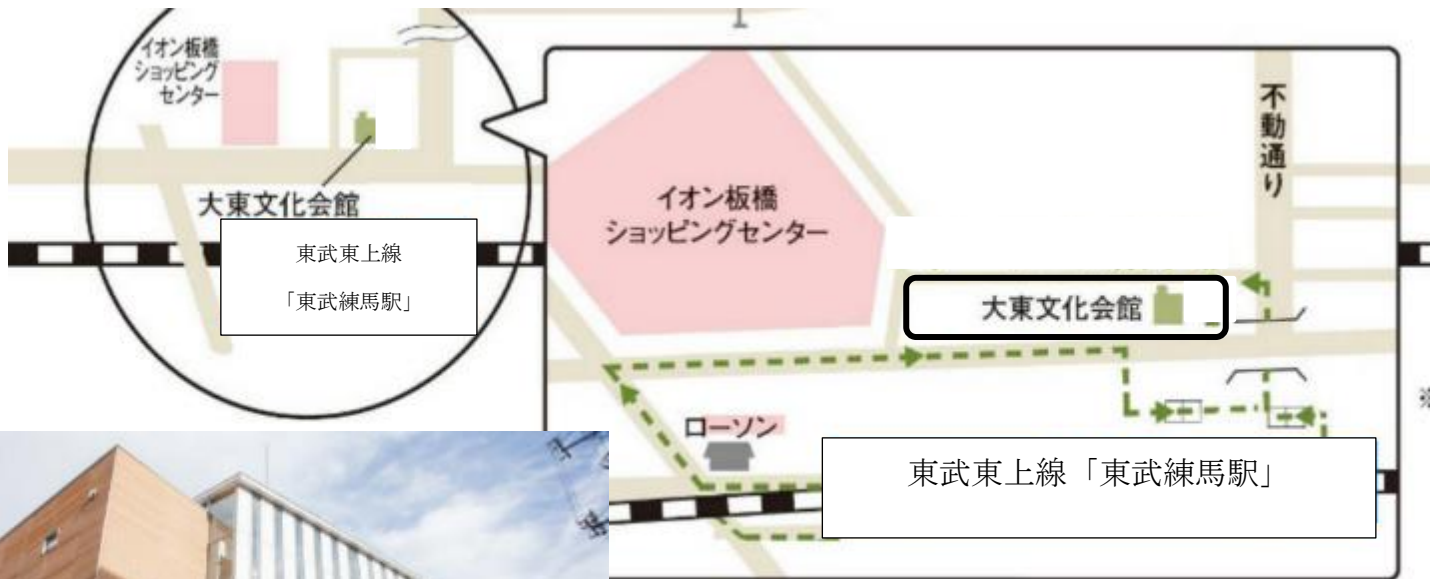 イオン板橋
ショッピング
センター
大東文化会館
東武東上線
「東武練馬駅」
不動通り
イオン板橋
ショッピングセンター
大東文化会館
ローソン
東武東上線「東武練馬駅」
※